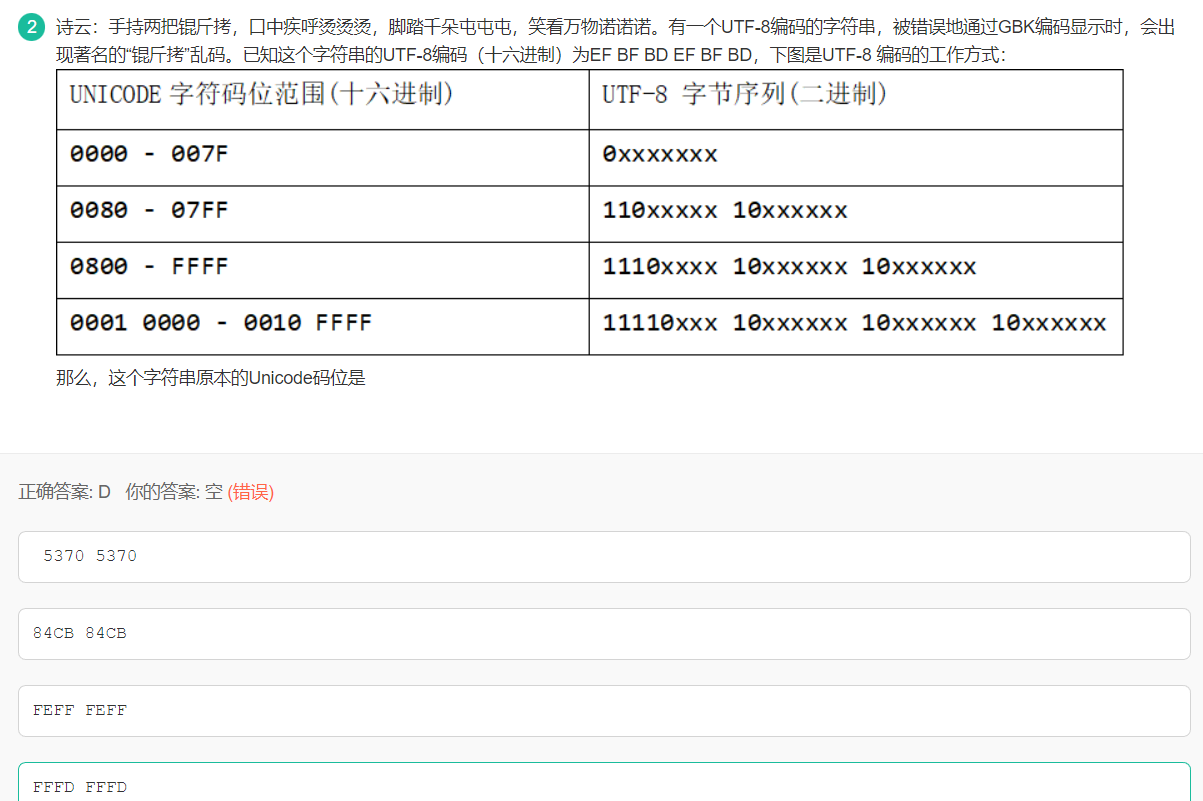 2 诗云：手持两把锟斤拷，口中疾呼烫烫烫，脚踏千朵屯屯屯，笑看万物诺诺诺。有一个UTF-8编码的字符串，被错误地通过GBK编码显示时，会出
现著名的“锟斤拷”乱码。已知这个字符串的UTF-8编码（十六进制）为EF BF BD EF BF BD，下图是UTF-8 编码的工作方式：
UNICODE 字符码位范围(十六进制) UTF-8 字节序列(二进制)
0000 - 007F 0xxxxxxx
0080 - 07FF 110xxxxx 10xxxxxx
0800 - FFFF 1110xxxx 10xxxxxx 10xxxxxx
0001 0000 - 0010 FFFF 11110xxx 10xxxxxx 10xxxxxx 10xxxxxx
那么，这个字符串原本的Unicode码位是
正确答案: D 你的答案: 空 (错误)
5370 5370
84CB 84CB
FEFF FEFF
FFFD FFFD